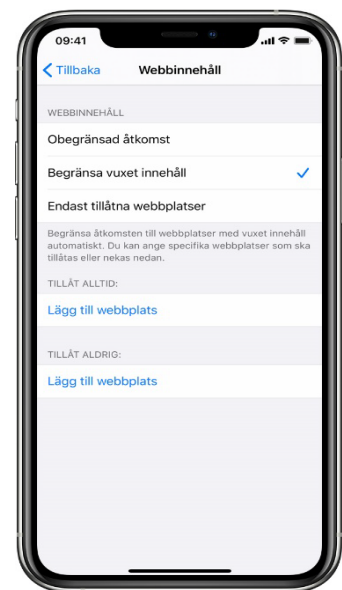 09:41
Tillbaka Webbinnehåll
WEBBINNEHÅLL
Obegränsad åtkomst
Begränsa vuxet innehåll
Endast tillåtna webbplatser
Begränsa åtkomsten till webbplatser med vuxet innehåll
automatiskt. Du kan ange specifika webbplatser som ska
tillåtas eller nekas nedan.
TILLÅT ALLTID:
Lägg till webbplats
TILLÅT ALDRIG:
Lägg till webbplats